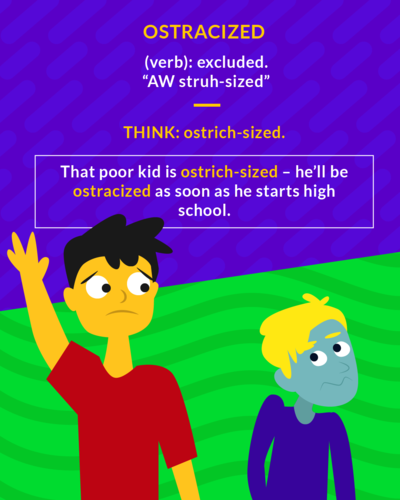 OSTRACIZED
(verb): excluded.
“AW struh-sized”
THINK: ostrich-sized.
That poor kid is ostrich-sized – he’ll be
ostracized as soon as he starts high
school.